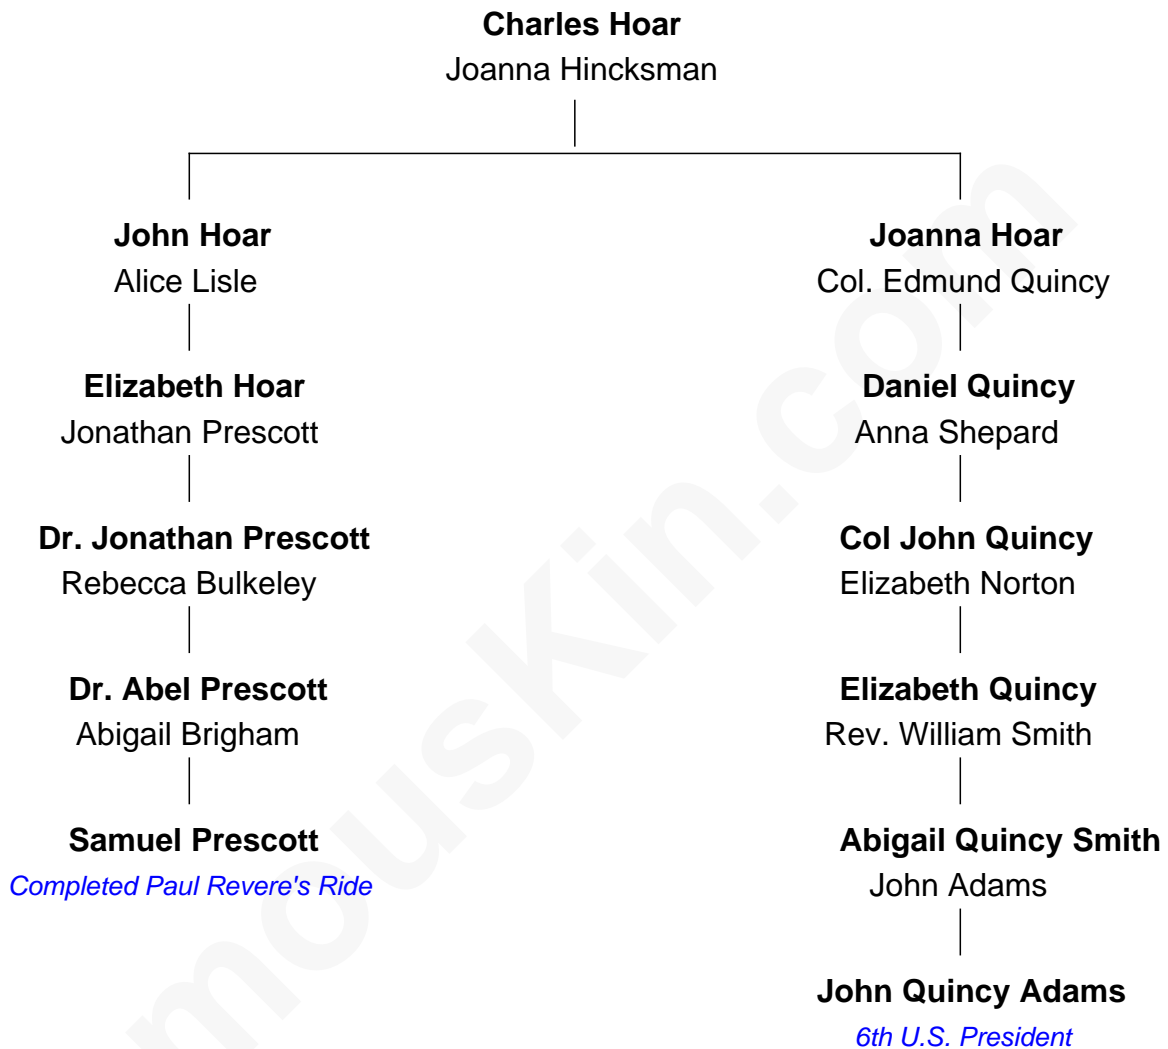 Charles Hoar
Joanna Hincksman
John Hoar
Alice Lisle
Joanna Hoar
Col. Edmund Quincy
Elizabeth Hoar
Jonathan Prescott
Daniel Quincy
Anna Shepard
Dr. Jonathan Prescott
Rebecca Bulkeley
Col John Quincy
Elizabeth Norton
Dr. Abel Prescott
Abigail Brigham
Elizabeth Quincy
Rev. William Smith
Samuel Prescott
Completed Paul Revere's Ride
Abigail Quincy Smith
John Adams
John Quincy Adams
6th U.S. President
mousKin.com